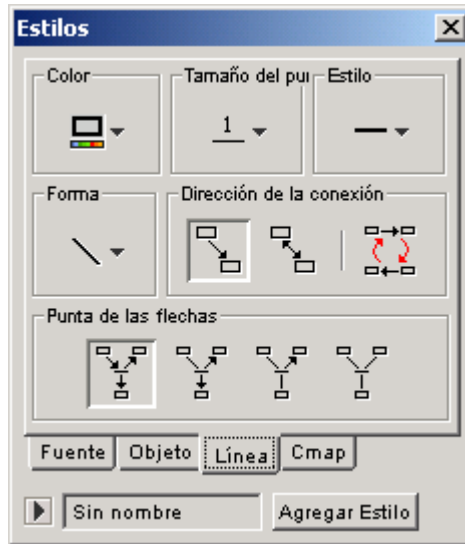 Estilos
Color
Tamaño del pu
Estilo
1
Forma
Dirección de la conexión
Punta de las flechas
Fuente
Objeto
Línea
Cmap
Sin nombre
Agregar Estilo